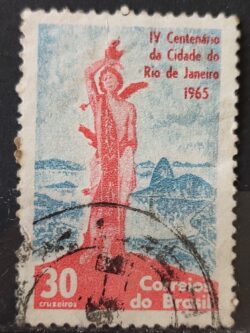 IV Centenário
da Cidade do
Rio de Janeiro
1965
30
cruzeiros
Correios
do Brasil